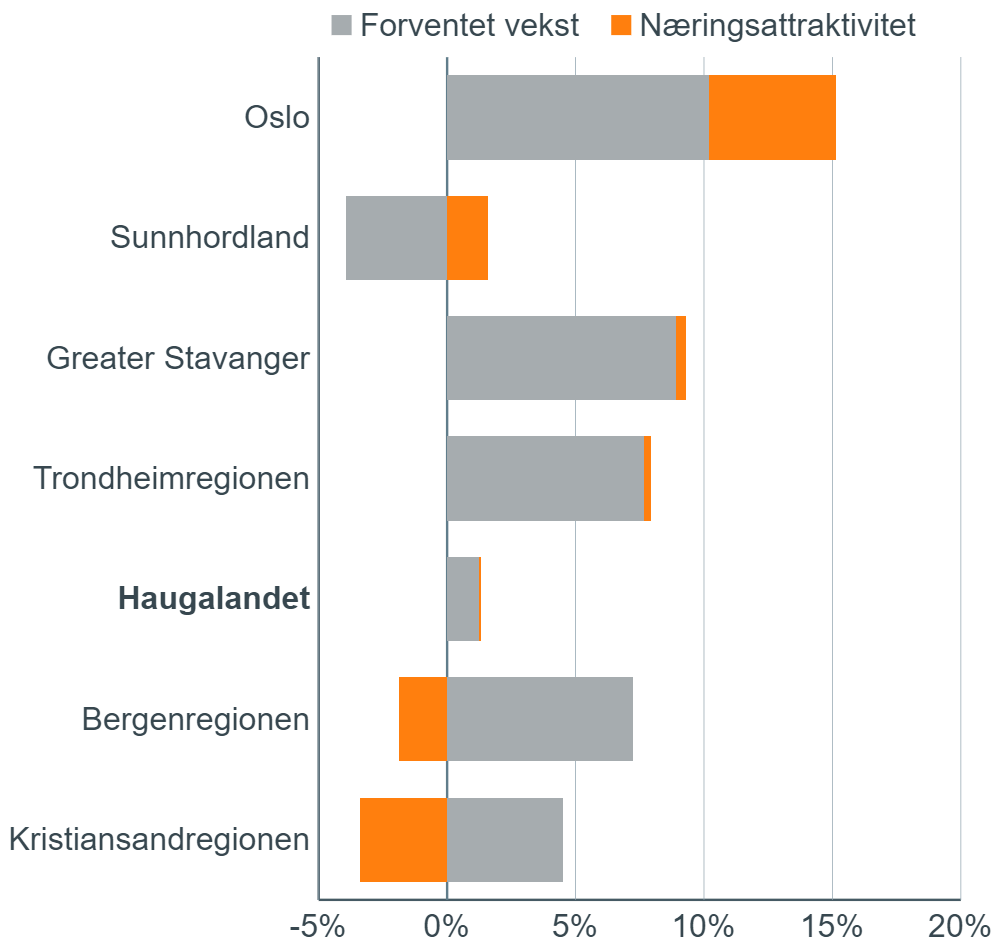 Forventet vekst Næringsattraktivitet
Oslo
Sunnhordland
Greater Stavanger
Trondheimregionen
Haugalandet
Bergenregionen
Kristiansandregionen
-5% 0% 5% 10% 15% 20%